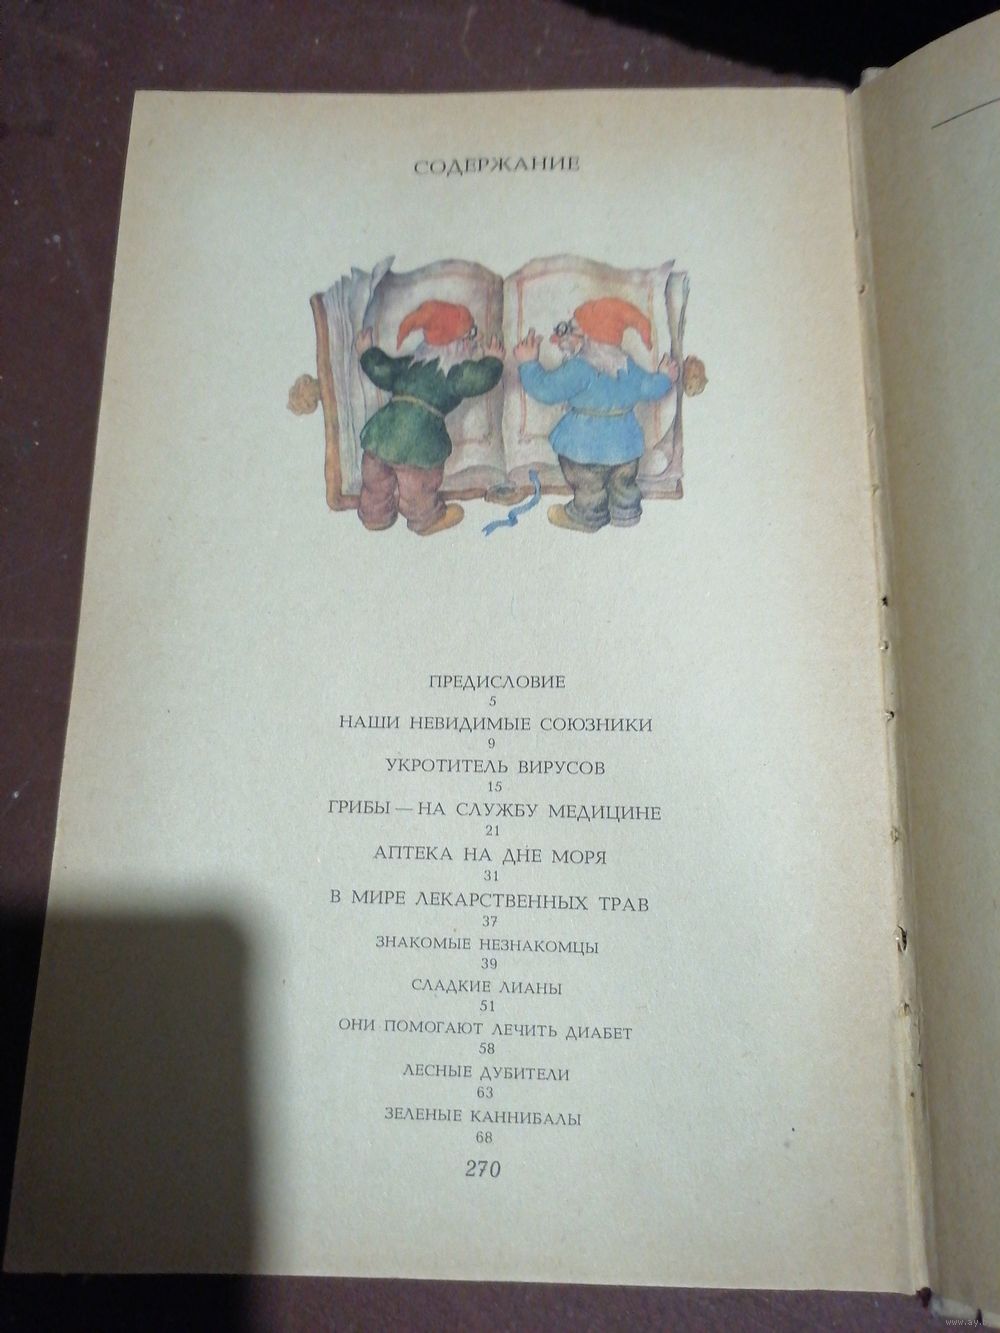 СОДЕРЖАНИЕ
ПРЕДИСЛОВИЕ
5
НАШИ НЕВИДИМЫЕ СОЮЗНИКИ
9
УКРОТИТЕЛЬ ВИРУСОВ
15
ГРИБЫ — НА СЛУЖБУ МЕДИЦИНЕ
21
АПТЕКА НА ДНЕ МОРЯ
31
В МИРЕ ЛЕКАРСТВЕННЫХ ТРАВ
37
ЗНАКОМЫЕ НЕЗНАКОМЦЫ
39
СЛАДКИЕ ЛИАНЫ
51
ОНИ ПОМОГАЮТ ЛЕЧИТЬ ДИАБЕТ
58
ЛЕСНЫЕ ДУБИТЕЛИ
63
ЗЕЛЕНЫЕ КАННИБАЛЫ
68
270